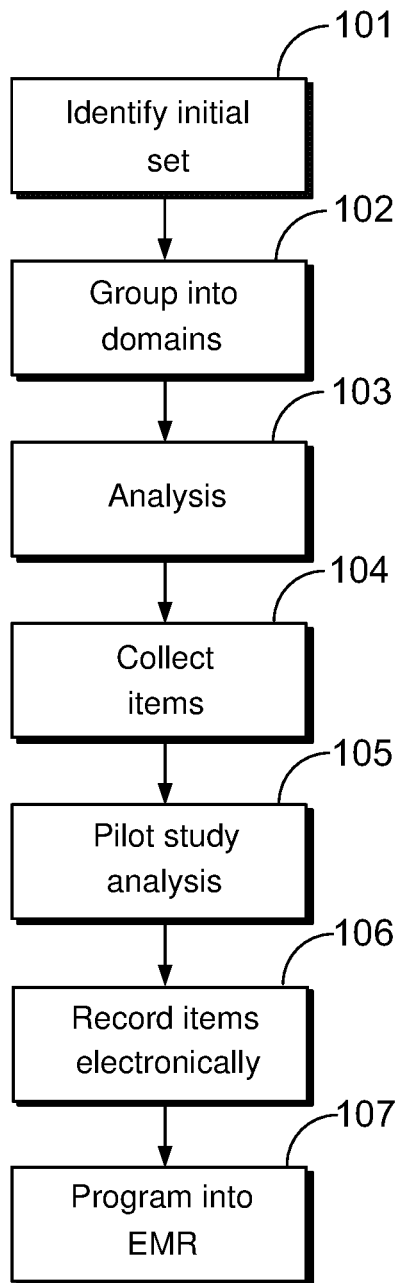 101
Identify initial
set
102
Group into
domains
103
Analysis
104
Collect
items
105
Pilot study
analysis
106
Record items
electronically
107
Program into
EMR